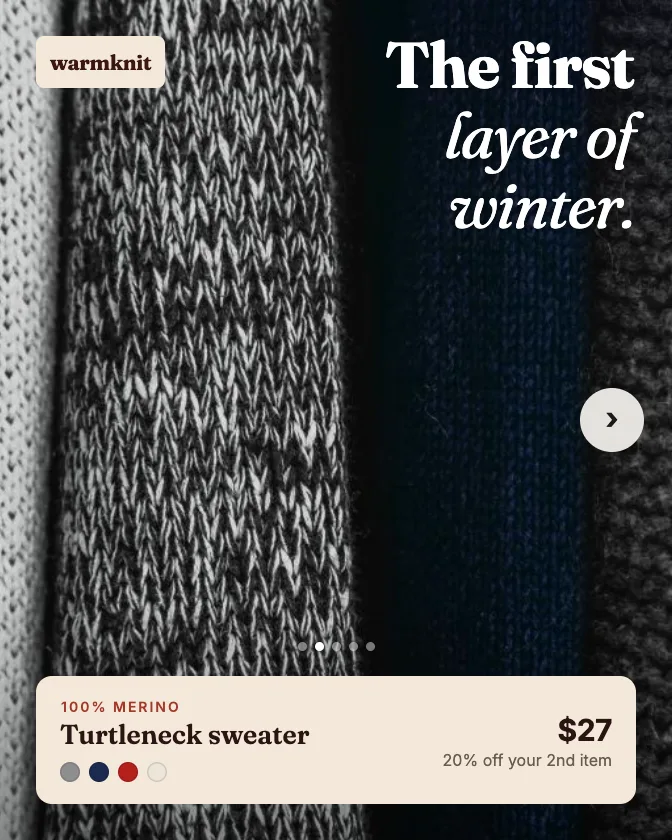 warmknit
The first
layer of
winter.
›
100% MERINO
Turtleneck sweater
$27
20% off your 2nd item